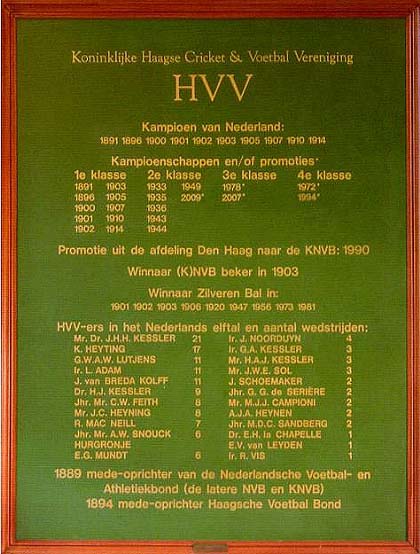 Koninklijke Haagse Cricket & Voetbal Vereniging
HVV
Kampioen van Nederland:
1891 1896 1900 1901 1902 1903 1905 1907 1910 1914
Kampioenschappen en/of promoties*
1e klasse 2e klasse 3e klasse 4e klasse
1891 1903 1933 1949 1978* 1972*
1896 1905 1935 2009* 2007* 1994*
1900 1907 1936
1901 1910 1943
1902 1914 1944
Promotie uit de afdeling Den Haag naar de KNVB: 1990
Winnaar (K)NVB beker in 1903
Winnaar Zilveren Bal in:
1901 1902 1903 1906 1920 1947 1956 1973 1981
HVV-ers in het Nederlands elftal en aantal wedstrijden:
Mr. Dr. J.H.H. KESSLER 21 Ir. J. NOORDUYN 4
K. HEYTING 17 Ir. G.A. KESSLER 3
G.W.A.W. LUTJENS 11 Mr. H.A.J. KESSLER 3
Ir. L. ADAM 11 Mr. J.W.E. SOL 3
J. van BREDA KOLFF 11 J. SCHOEMAKER 2
Dr. H.J. KESSLER 9 Jhr. G. G. de SERIÈRE 2
Jhr. Mr. C.W. FEITH 8 Mr. M.J.J. CAMPIONI 2
Mr. J.C. HEYNING 8 A.J.A. HEYNEN 2
R. MAC NEILL 7 Jhr. M.D.C. SANDBERG 2
Jhr. Mr. A.W. SNOUCK 6 Dr. E.H. la CHAPELLE 1
HURGRONJE E.V. van LEYDEN 1
E.G. MUNDT 6 Ir. R. VIS 1
1889 mede-oprichter van de Nederlandsche Voetbal- en
Athletiekbond (de latere NVB en KNVB)
1894 mede-oprichter Haagsche Voetbal Bond